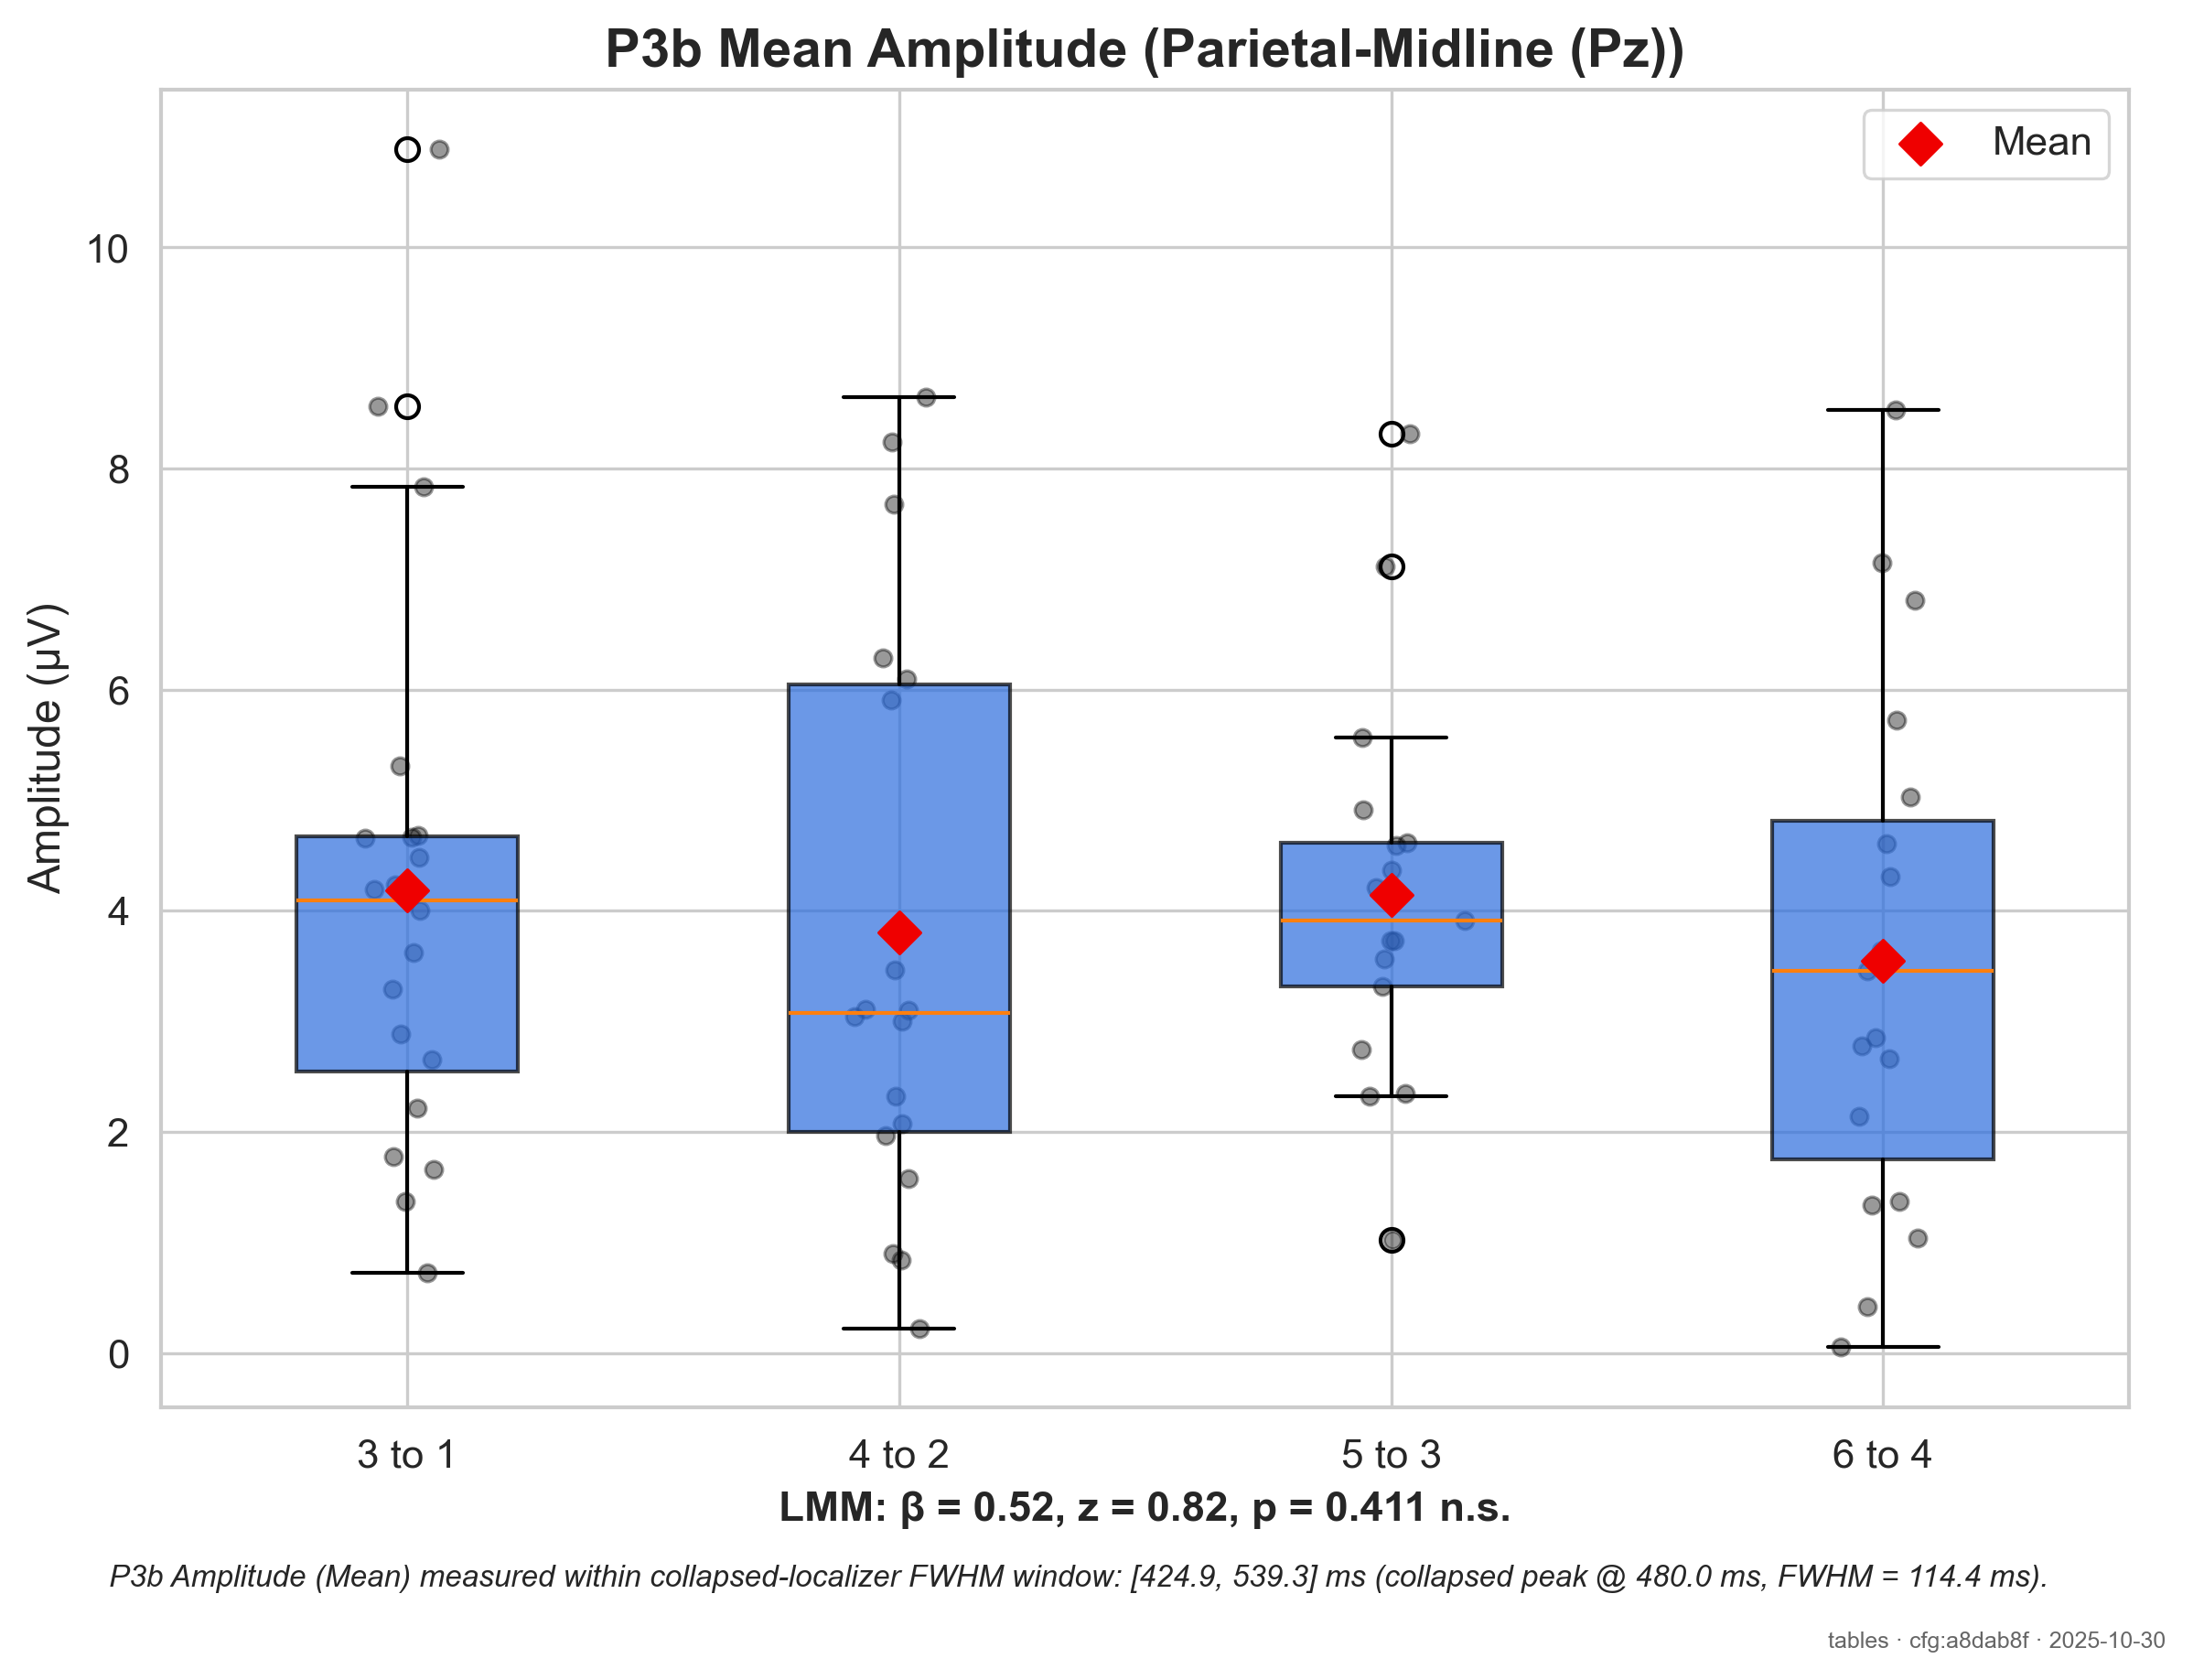 P3b Mean Amplitude (Parietal-Midline (Pz))
Mean
Amplitude (µV)
10
8
6
4
2
0
3 to 1
4 to 2
5 to 3
6 to 4
LMM: β = 0.52, z = 0.82, p = 0.411 n.s.
P3b Amplitude (Mean) measured within collapsed-localizer FWHM window: [424.9, 539.3] ms (collapsed peak @ 480.0 ms, FWHM = 114.4 ms).
tables · cfg:a8dab8f · 2025-10-30